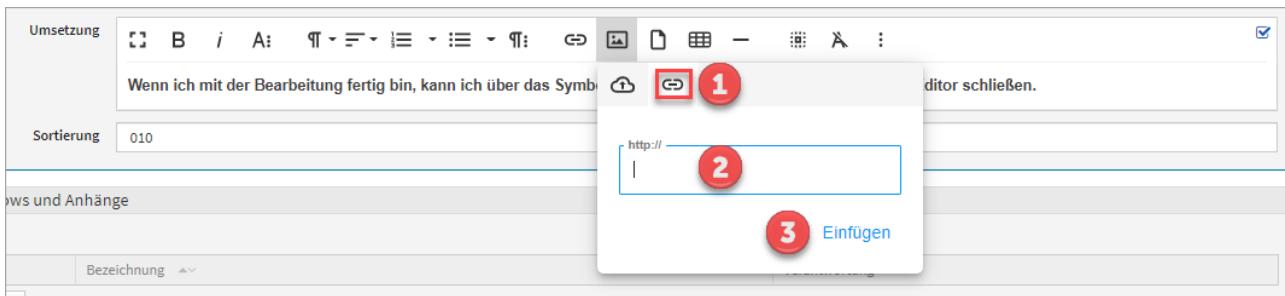 Umsetzung
B i A
Wenn ich mit der Bearbeitung fertig bin, kann ich über das Symb
ditor schließen.
1
Sortierung 010
http://
2
ows und Anhänge
3 Einfügen
Bezeichnung